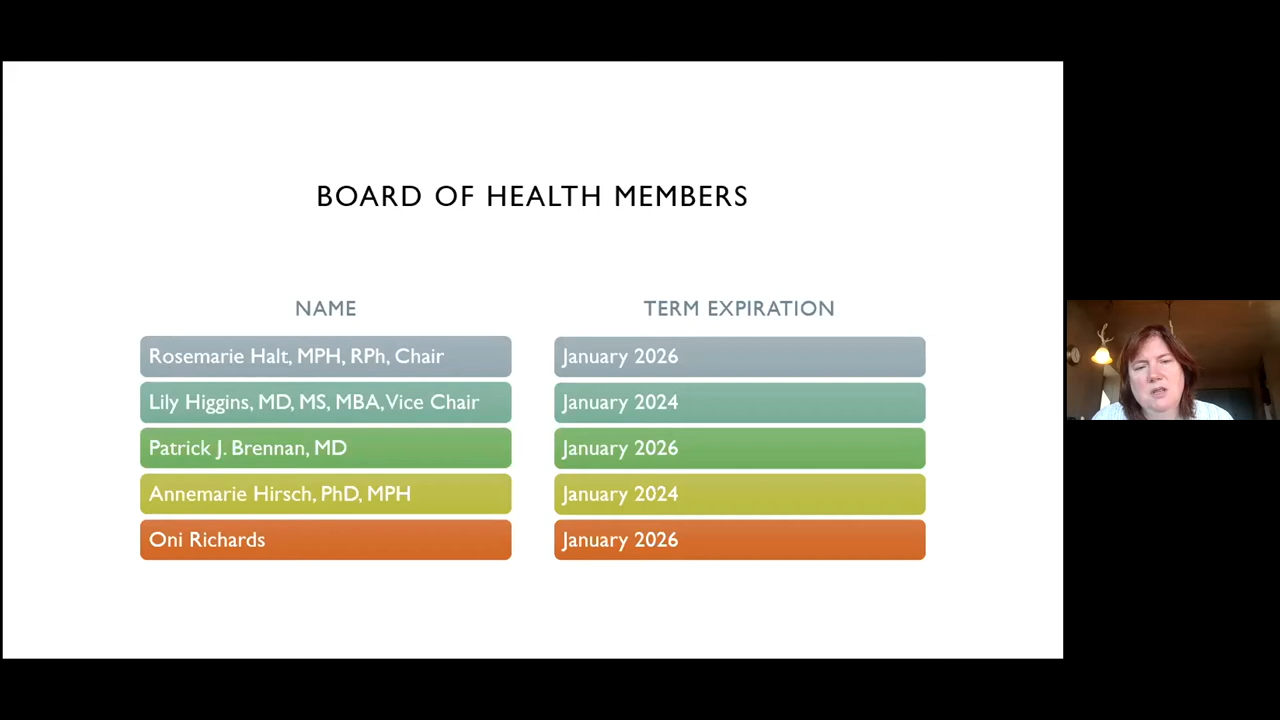 BOARD OF HEALTH MEMBERS
NAME
TERM EXPIRATION
Rosemarie Halt, MPH, RPh, Chair
January 2026
Lily Higgins, MD, MS, MBA, Vice Chair
January 2024
Patrick J. Brennan, MD
January 2026
Annemarie Hirsch, PhD, MPH
January 2024
Oni Richards
January 2026